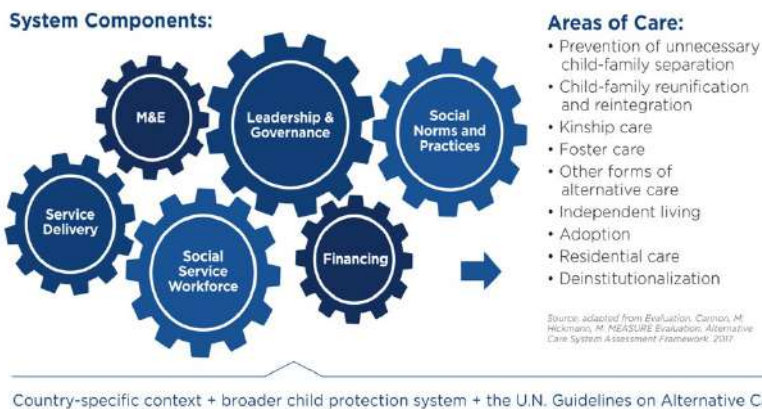 System Components:
M&E
Leadership &
Governance
Social
Norms and
Practices
Service
Delivery
Social
Service
Workforce
Financing
Areas of Care:
• Prevention of unnecessary
child-family separation
• Child-family reunification
and reintegration
• Kinship care
• Foster care
• Other forms of
alternative care
• Independent living
• Adoption
• Residential care
• Deinstitutionalization
Source: adapted from Evaluation, Cannon, M;
Hickmann, M. MEASURE Evaluation. Alternative
Care System Assessment Framework. 2017
Country-specific context + broader child protection system + the U.N. Guidelines on Alternative C